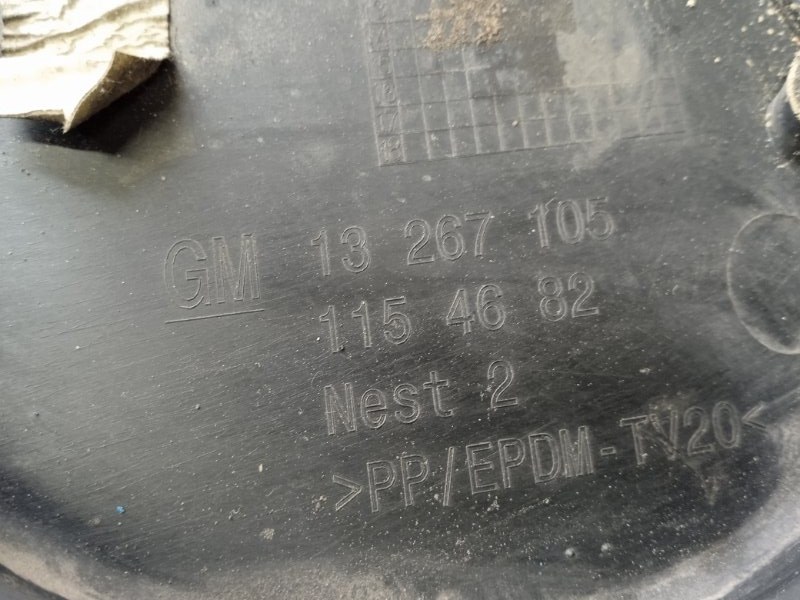 GM 13 267 105
115 46 82
Nest 2
>PP/EPDM-TV20<